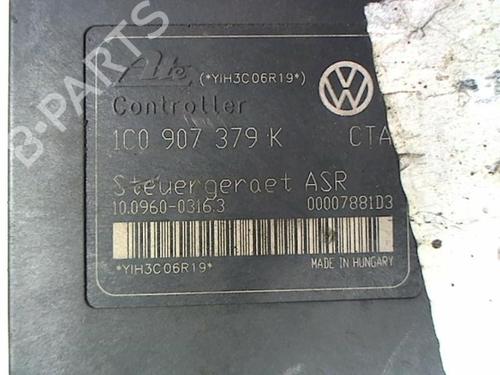 B-PARTS
Ate (*YIH3C06R19*)
Controller
1C0 907 379 K CTA
Steuergeraet ASR
10.0960-0316.3 00007881D3
*YIH3C06R19* MADE IN HUNGARY